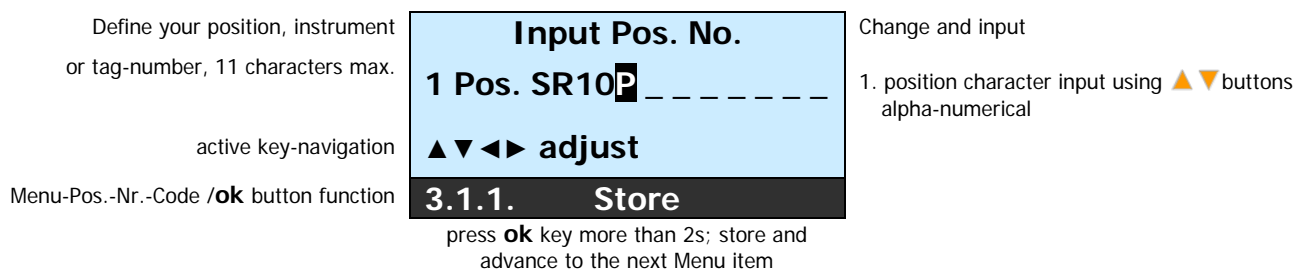 Define your position, instrument
or tag-number, 11 characters max.
active key-navigation
Menu-Pos.-Nr.-Code /ok button function
Input Pos. No.
1 Pos. SR10P _ _ _ _ _ _ _
▲▼◄► adjust
3.1.1. Store
press ok key more than 2s; store and
advance to the next Menu item
Change and input
1. position character input using ▲▼buttons
alpha-numerical